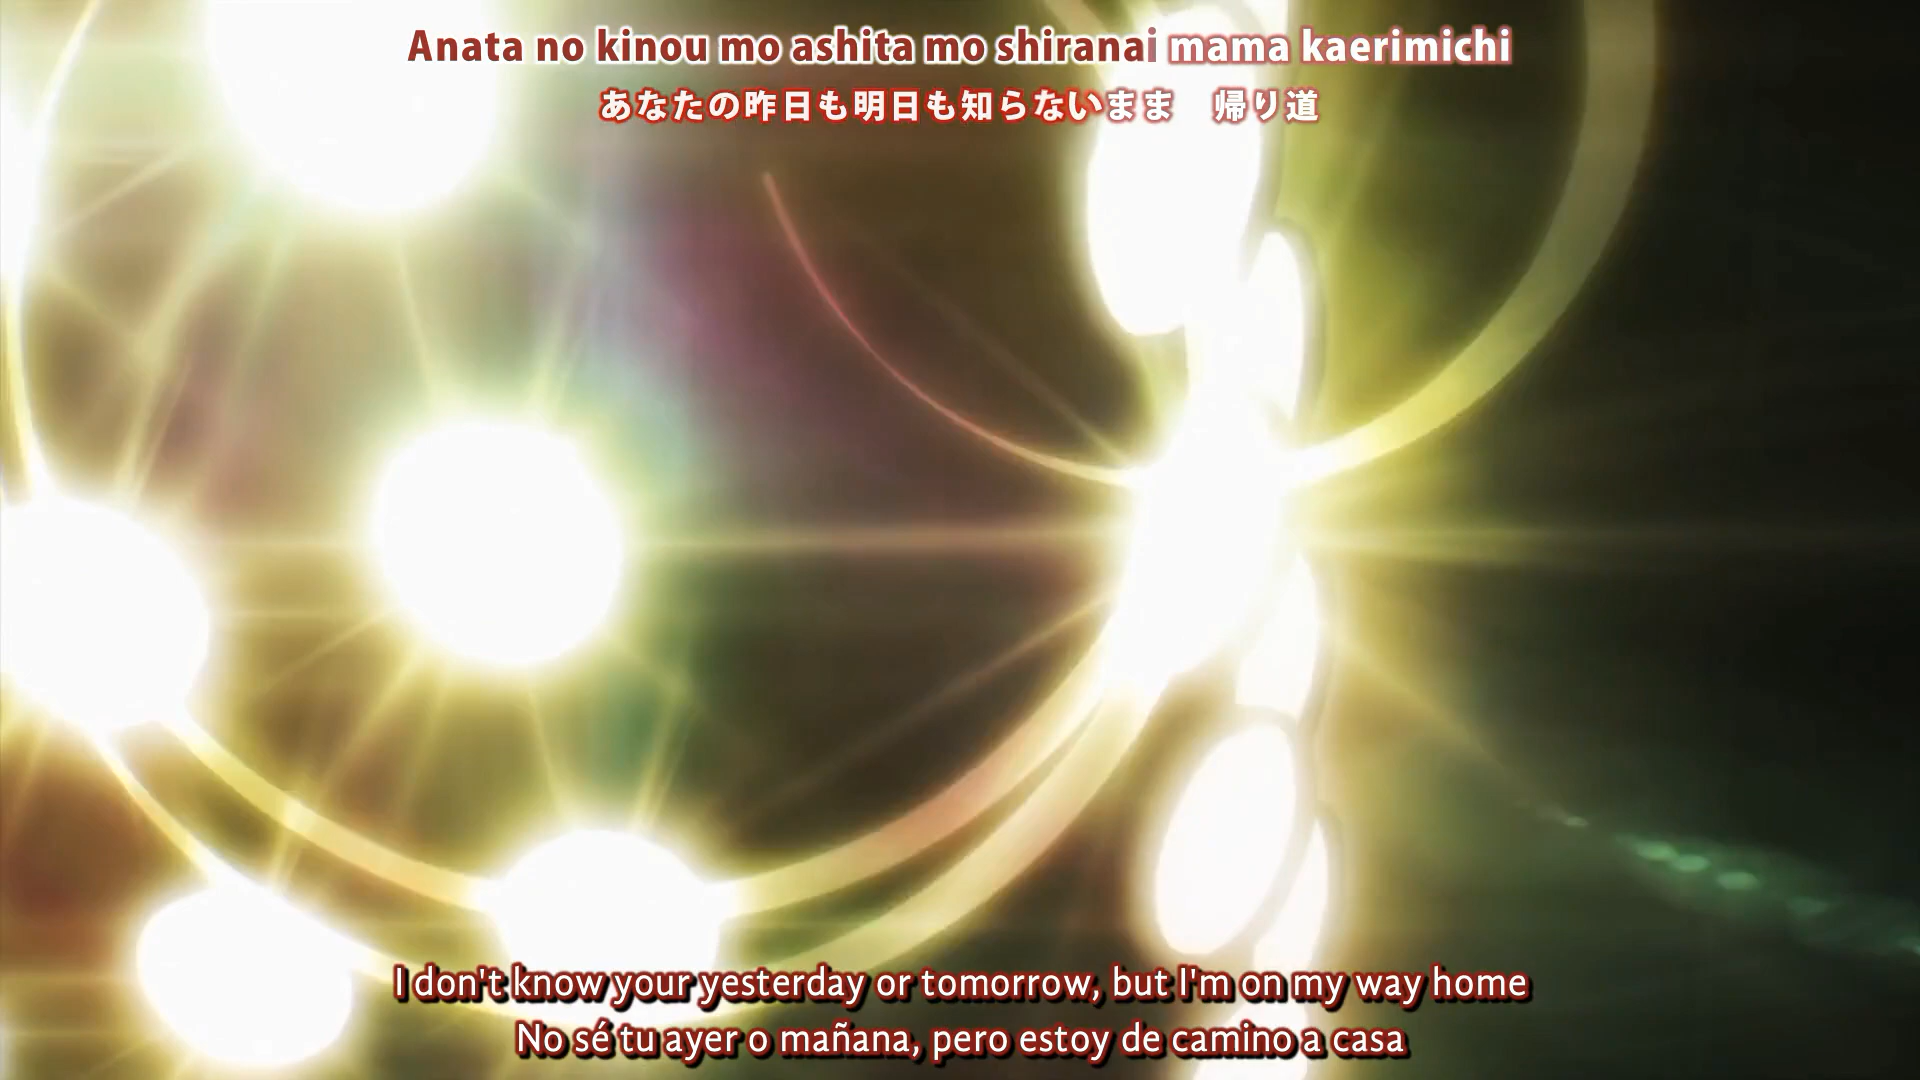 Anata no kinou mo ashita mo shiranai mama kaerimichi
あなたの昨日も明日も知らないまま　帰り道
I don't know your yesterday or tomorrow, but I'm on my way home
No sé tu ayer o mañana, pero estoy de camino a casa